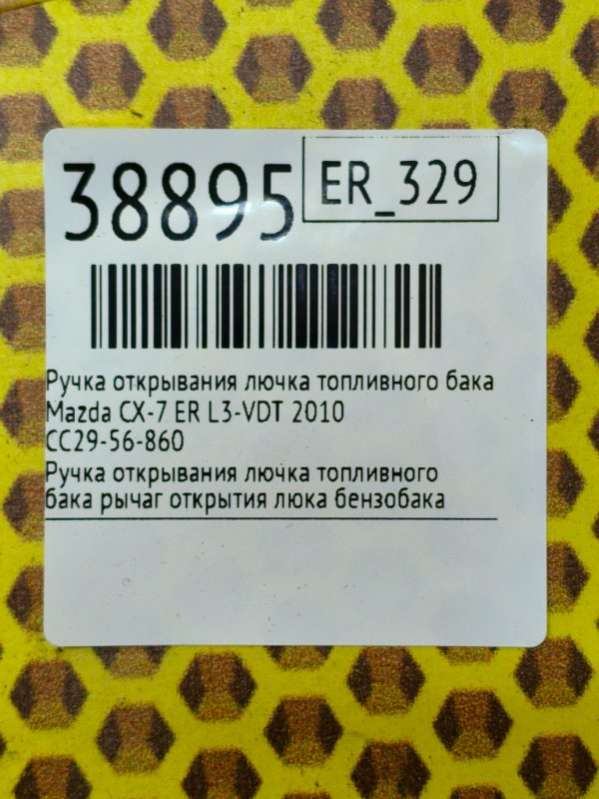 38895
ER_329
Ручка открывания лючка топливного бака
Mazda CX-7 ER L3-VDT 2010
CC29-56-860
Ручка открывания лючка топливного
бака рычаг открытия люка бензобака